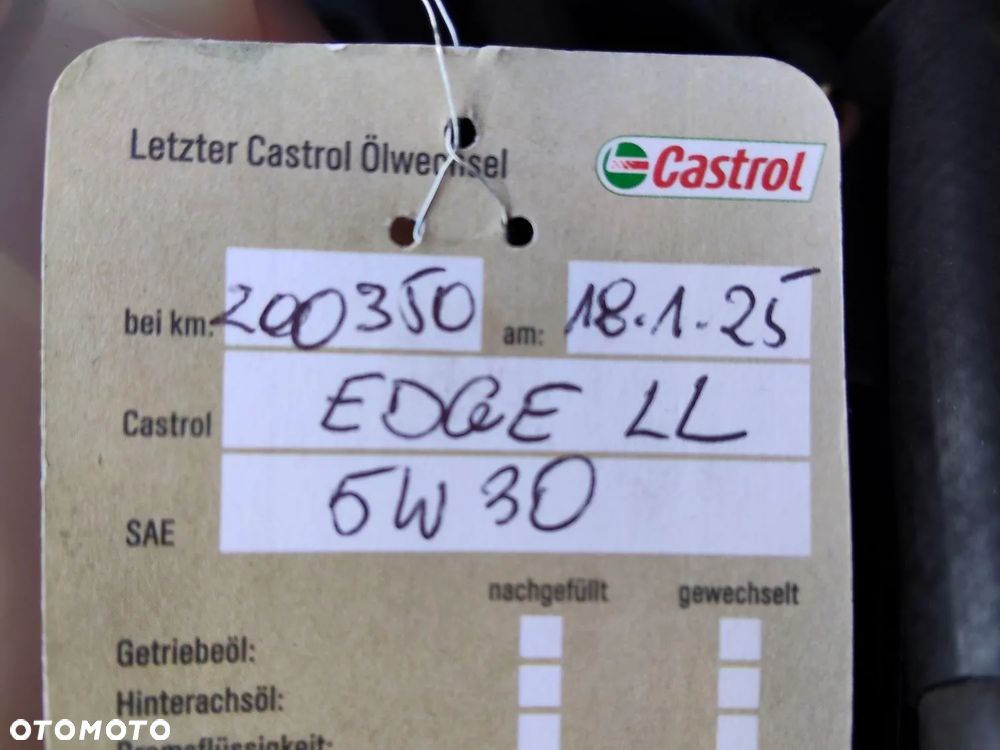 Letzter Castrol Ölwechsel
Castrol
bei km: 200350 am: 18.1.25
Castrol EDGE LL
SAE 5W30
nachgefüllt gewechselt
Getriebeöl:
Hinterachsöl:
Bremsflüssigkeit:
OTOMOTO